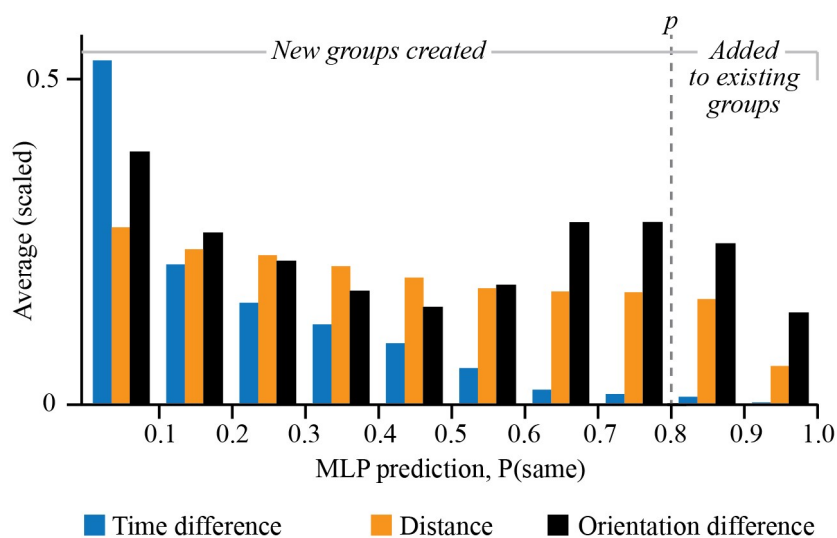 p
New groups created
Added
to existing
groups
0.5
Average (scaled)
0
0.1 0.2 0.3 0.4 0.5 0.6 0.7 0.8 0.9 1.0
MLP prediction, P(same)
Time difference Distance Orientation difference